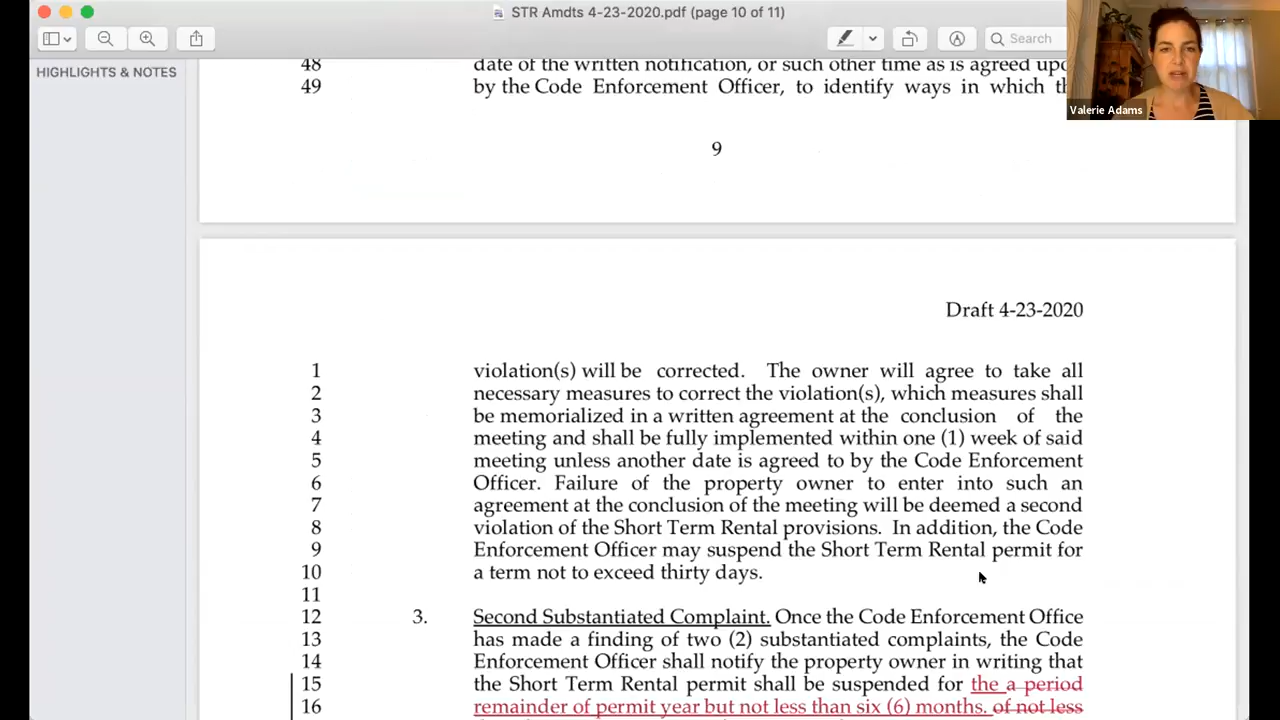 STR Amdts 4-23-2020.pdf (page 10 of 11)
Search
HIGHLIGHTS & NOTES
Valerie Adams
48 date of the written notification, or such other time as is agreed upo
49 by the Code Enforcement Officer, to identify ways in which th
9
Draft 4-23-2020
1 violation(s) will be corrected. The owner will agree to take all
2 necessary measures to correct the violation(s), which measures shall
3 be memorialized in a written agreement at the conclusion of the
4 meeting and shall be fully implemented within one (1) week of said
5 meeting unless another date is agreed to by the Code Enforcement
6 Officer. Failure of the property owner to enter into such an
7 agreement at the conclusion of the meeting will be deemed a second
8 violation of the Short Term Rental provisions. In addition, the Code
9 Enforcement Officer may suspend the Short Term Rental permit for
10 a term not to exceed thirty days.
11
12 3. Second Substantiated Complaint. Once the Code Enforcement Office
13 has made a finding of two (2) substantiated complaints, the Code
14 Enforcement Officer shall notify the property owner in writing that
15 the Short Term Rental permit shall be suspended for the a period
16 remainder of permit year but not less than six (6) months. of not less